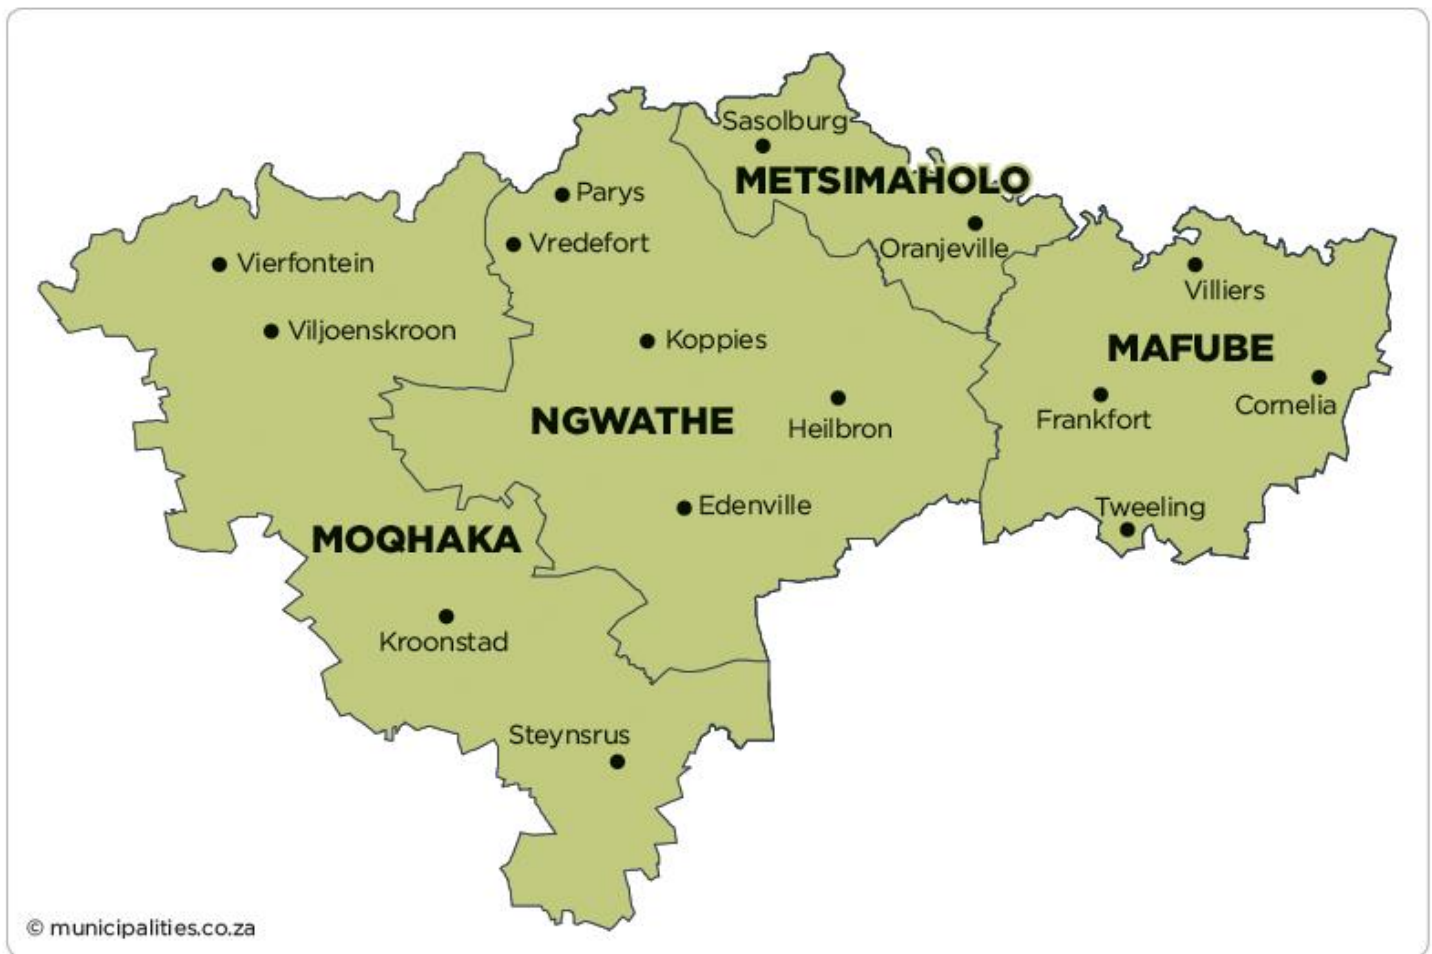 Sasolburg
METSIMAHOLO
Parys
Oranjeville
Vredefort
Vierfontein
Villiers
Viljoenskroon
Koppies
MAFUBE
Cornelia
Frankfort
NGWATHE
Heilbron
Edenville
Tweeling
MOQHAKA
Kroonstad
Steynsrus
© municipalities.co.za